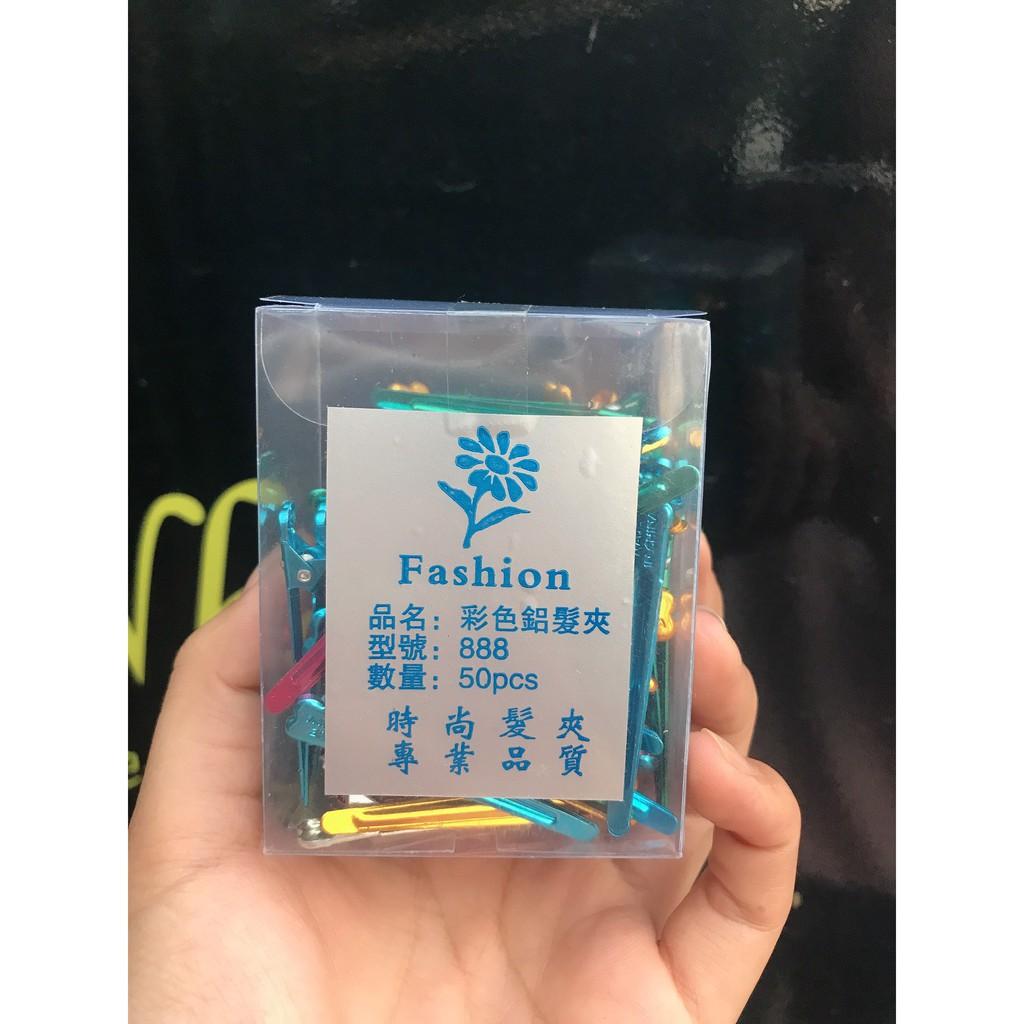 Fashion
品名：彩色鋁髮夾
型號：888
數量：50pcs
時尚髮夾
專業品質